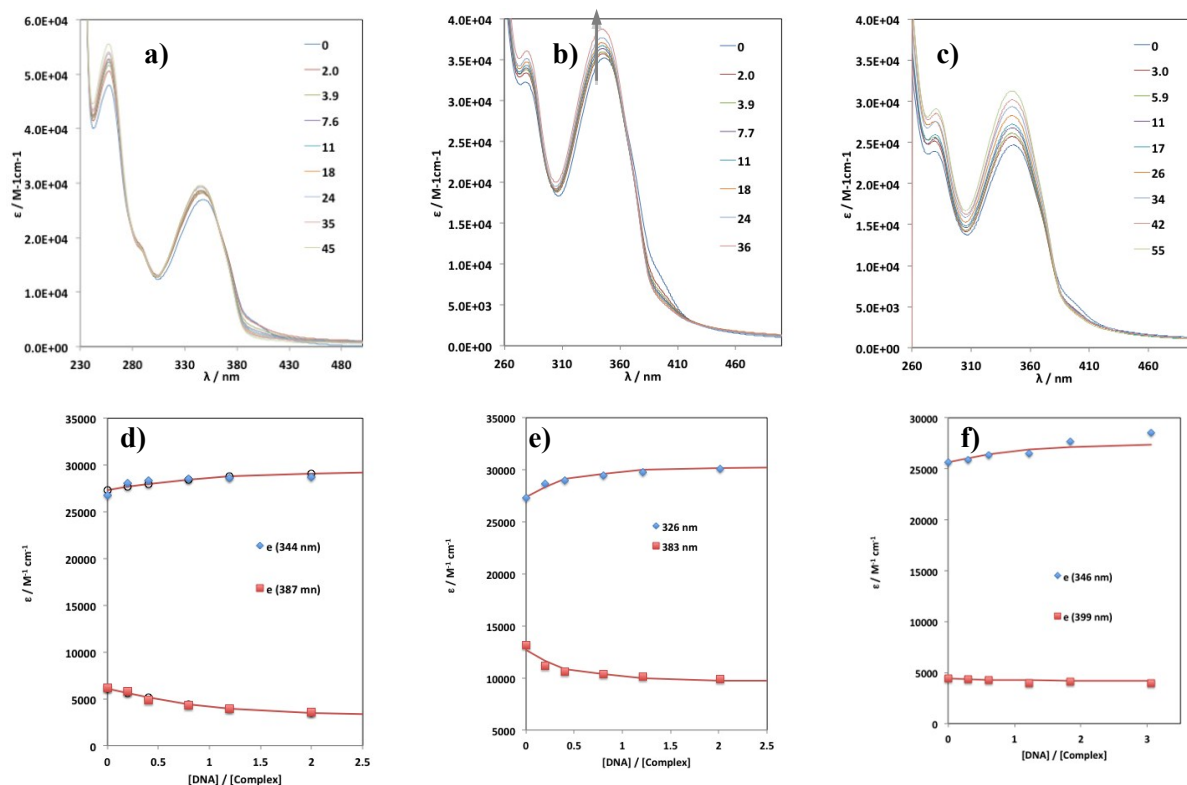 a)
6.0E+04
5.0E+04
4.0E+04
3.0E+04
2.0E+04
1.0E+04
0.0E+00
ε / M-1cm-1
230 280 330 380 430 480
λ / nm
0
2.0
3.9
7.6
11
18
24
35
45
b)
4.0E+04
3.5E+04
3.0E+04
2.5E+04
2.0E+04
1.5E+04
1.0E+04
5.0E+03
0.0E+00
ε / M-1cm-1
260 310 360 410 460
λ / nm
0
2.0
3.9
7.7
11
18
24
36
c)
4.0E+04
3.5E+04
3.0E+04
2.5E+04
2.0E+04
1.5E+04
1.0E+04
5.0E+03
0.0E+00
ε / M-1cm-1
260 310 360 410 460
λ / nm
0
3.0
5.9
11
17
26
34
42
55
d)
35000
30000
25000
20000
15000
10000
5000
0
ε / M⁻¹ cm⁻¹
0 0.5 1 1.5 2 2.5
[DNA] / [Complex]
e (344 nm)
e (387 mn)
e)
35000
30000
25000
20000
15000
10000
5000
ε / M⁻¹ cm⁻¹
0 0.5 1 1.5 2 2.5
[DNA] / [Complex]
326 nm
383 nm
f)
30000
25000
20000
15000
10000
5000
0
ε / M⁻¹ cm⁻¹
0 1 2 3
[DNA] / [Complex]
e (346 nm)
e (399 nm)